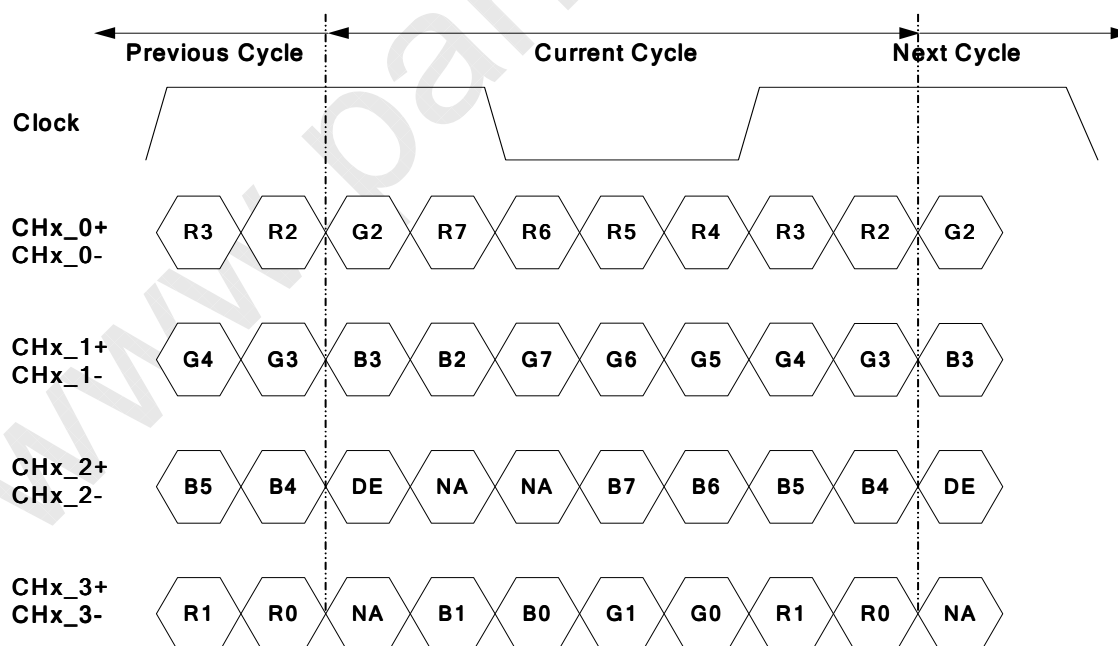 Previous Cycle Current Cycle Next Cycle
Clock
CHx_0+
CHx_0-
R3 R2 G2 R7 R6 R5 R4 R3 R2 G2
CHx_1+
CHx_1-
G4 G3 B3 B2 G7 G6 G5 G4 G3 B3
CHx_2+
CHx_2-
B5 B4 DE NA NA B7 B6 B5 B4 DE
CHx_3+
CHx_3-
R1 R0 NA B1 B0 G1 G0 R1 R0 NA
www.pan